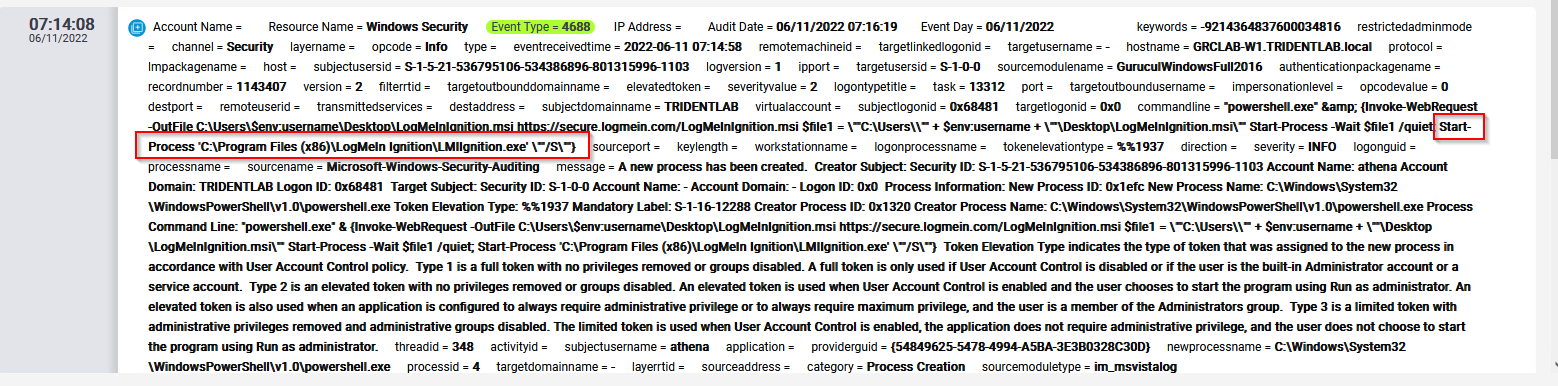 07:14:08
06/11/2022
Account Name = Resource Name = Windows Security Event Type = 4688 IP Address = Audit Date = 06/11/2022 07:16:19 Event Day = 06/11/2022 keywords = -9214364837600034816 restrictedadminmode
= channel = Security layername = opcode = Info type = eventreceivedtime = 2022-06-11 07:14:58 remotemachineid = targetlinkedlogonid = targetusername = - hostname = GRCLAB-W1.TRIDENTLAB.local protocol =
lmpackagename = host = subjectusersid = S-1-5-21-536795106-534386896-801315996-1103 logversion = 1 ipport = targetusersid = S-1-0-0 sourcemodulename = GuruculWindowsFull2016 authenticationpackagename =
recordnumber = 1143407 version = 2 filterrtid = targetoutbounddomainname = elevatedtoken = severityvalue = 2 logontypetitle = task = 13312 port = targetoutboundusername = impersonationlevel = opcodevalue = 0
destport = remoteuserid = transmittedservices = destaddress = subjectdomainname = TRIDENTLAB virtualaccount = subjectlogonid = 0x68481 targetlogonid = 0x0 commandline = "powershell.exe" &amp; {Invoke-WebRequest
-OutFile C:\Users\$env:username\Desktop\LogMeInIgnition.msi https://secure.logmein.com/LogMeInIgnition.msi $file1 = \""C:\Users\\"" + $env:username + \""\Desktop\LogMeInIgnition.msi\"" Start-Process -Wait $file1 /quiet; Start-
Process 'C:\Program Files (x86)\LogMeIn Ignition\LMIIgnition.exe' \""/S\""} sourceport = keylength = workstationname = logonprocessname = tokenelevationtype = %%1937 direction = severity = INFO logonguid =
processname = sourcename = Microsoft-Windows-Security-Auditing message = A new process has been created. Creator Subject: Security ID: S-1-5-21-536795106-534386896-801315996-1103 Account Name: athena Account
Domain: TRIDENTLAB Logon ID: 0x68481 Target Subject: Security ID: S-1-0-0 Account Name: - Account Domain: - Logon ID: 0x0 Process Information: New Process ID: 0x1efc New Process Name: C:\Windows\System32
\WindowsPowerShell\v1.0\powershell.exe Token Elevation Type: %%1937 Mandatory Label: S-1-16-12288 Creator Process ID: 0x1320 Creator Process Name: C:\Windows\System32\WindowsPowerShell\v1.0\powershell.exe Process
Command Line: "powershell.exe" & {Invoke-WebRequest -OutFile C:\Users\$env:username\Desktop\LogMeInIgnition.msi https://secure.logmein.com/LogMeInIgnition.msi $file1 = \""C:\Users\\"" + $env:username + \""\Desktop
\LogMeInIgnition.msi\"" Start-Process -Wait $file1 /quiet; Start-Process 'C:\Program Files (x86)\LogMeIn Ignition\LMIIgnition.exe' \""/S\""} Token Elevation Type indicates the type of token that was assigned to the new process in
accordance with User Account Control policy. Type 1 is a full token with no privileges removed or groups disabled. A full token is only used if User Account Control is disabled or if the user is the built-in Administrator account or a
service account. Type 2 is an elevated token with no privileges removed or groups disabled. An elevated token is used when User Account Control is enabled and the user chooses to start the program using Run as administrator. An
elevated token is also used when an application is configured to always require administrative privilege or to always require maximum privilege, and the user is a member of the Administrators group. Type 3 is a limited token with
administrative privileges removed and administrative groups disabled. The limited token is used when User Account Control is enabled, the application does not require administrative privilege, and the user does not choose to start
the program using Run as administrator. threadid = 348 activityid = subjectusername = athena application = providerguid = {54849625-5478-4994-A5BA-3E3B0328C30D} newprocessname = C:\Windows\System32
\WindowsPowerShell\v1.0\powershell.exe processid = 4 targetdomainname = - layerrtid = sourceaddress = category = Process Creation sourcemoduletype = im_msvistalog